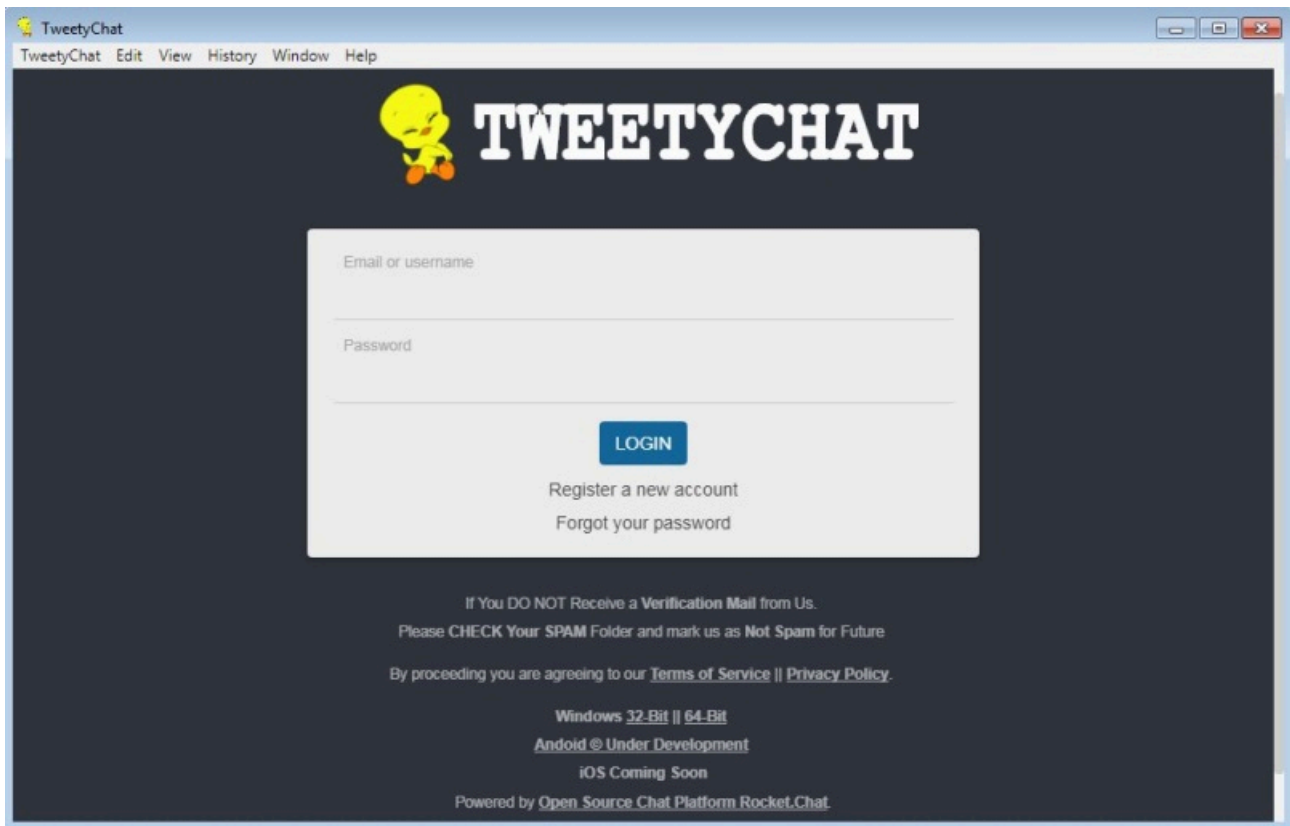 TweetyChat
TweetyChat Edit View History Window Help
TWEETYCHAT
Email or username
Password
LOGIN
Register a new account
Forgot your password
If You DO NOT Receive a Verification Mail from Us.
Please CHECK Your SPAM Folder and mark us as Not Spam for Future
By proceeding you are agreeing to our Terms of Service || Privacy Policy.
Windows 32-Bit || 64-Bit
Andoid © Under Development
iOS Coming Soon
Powered by Open Source Chat Platform Rocket.Chat.